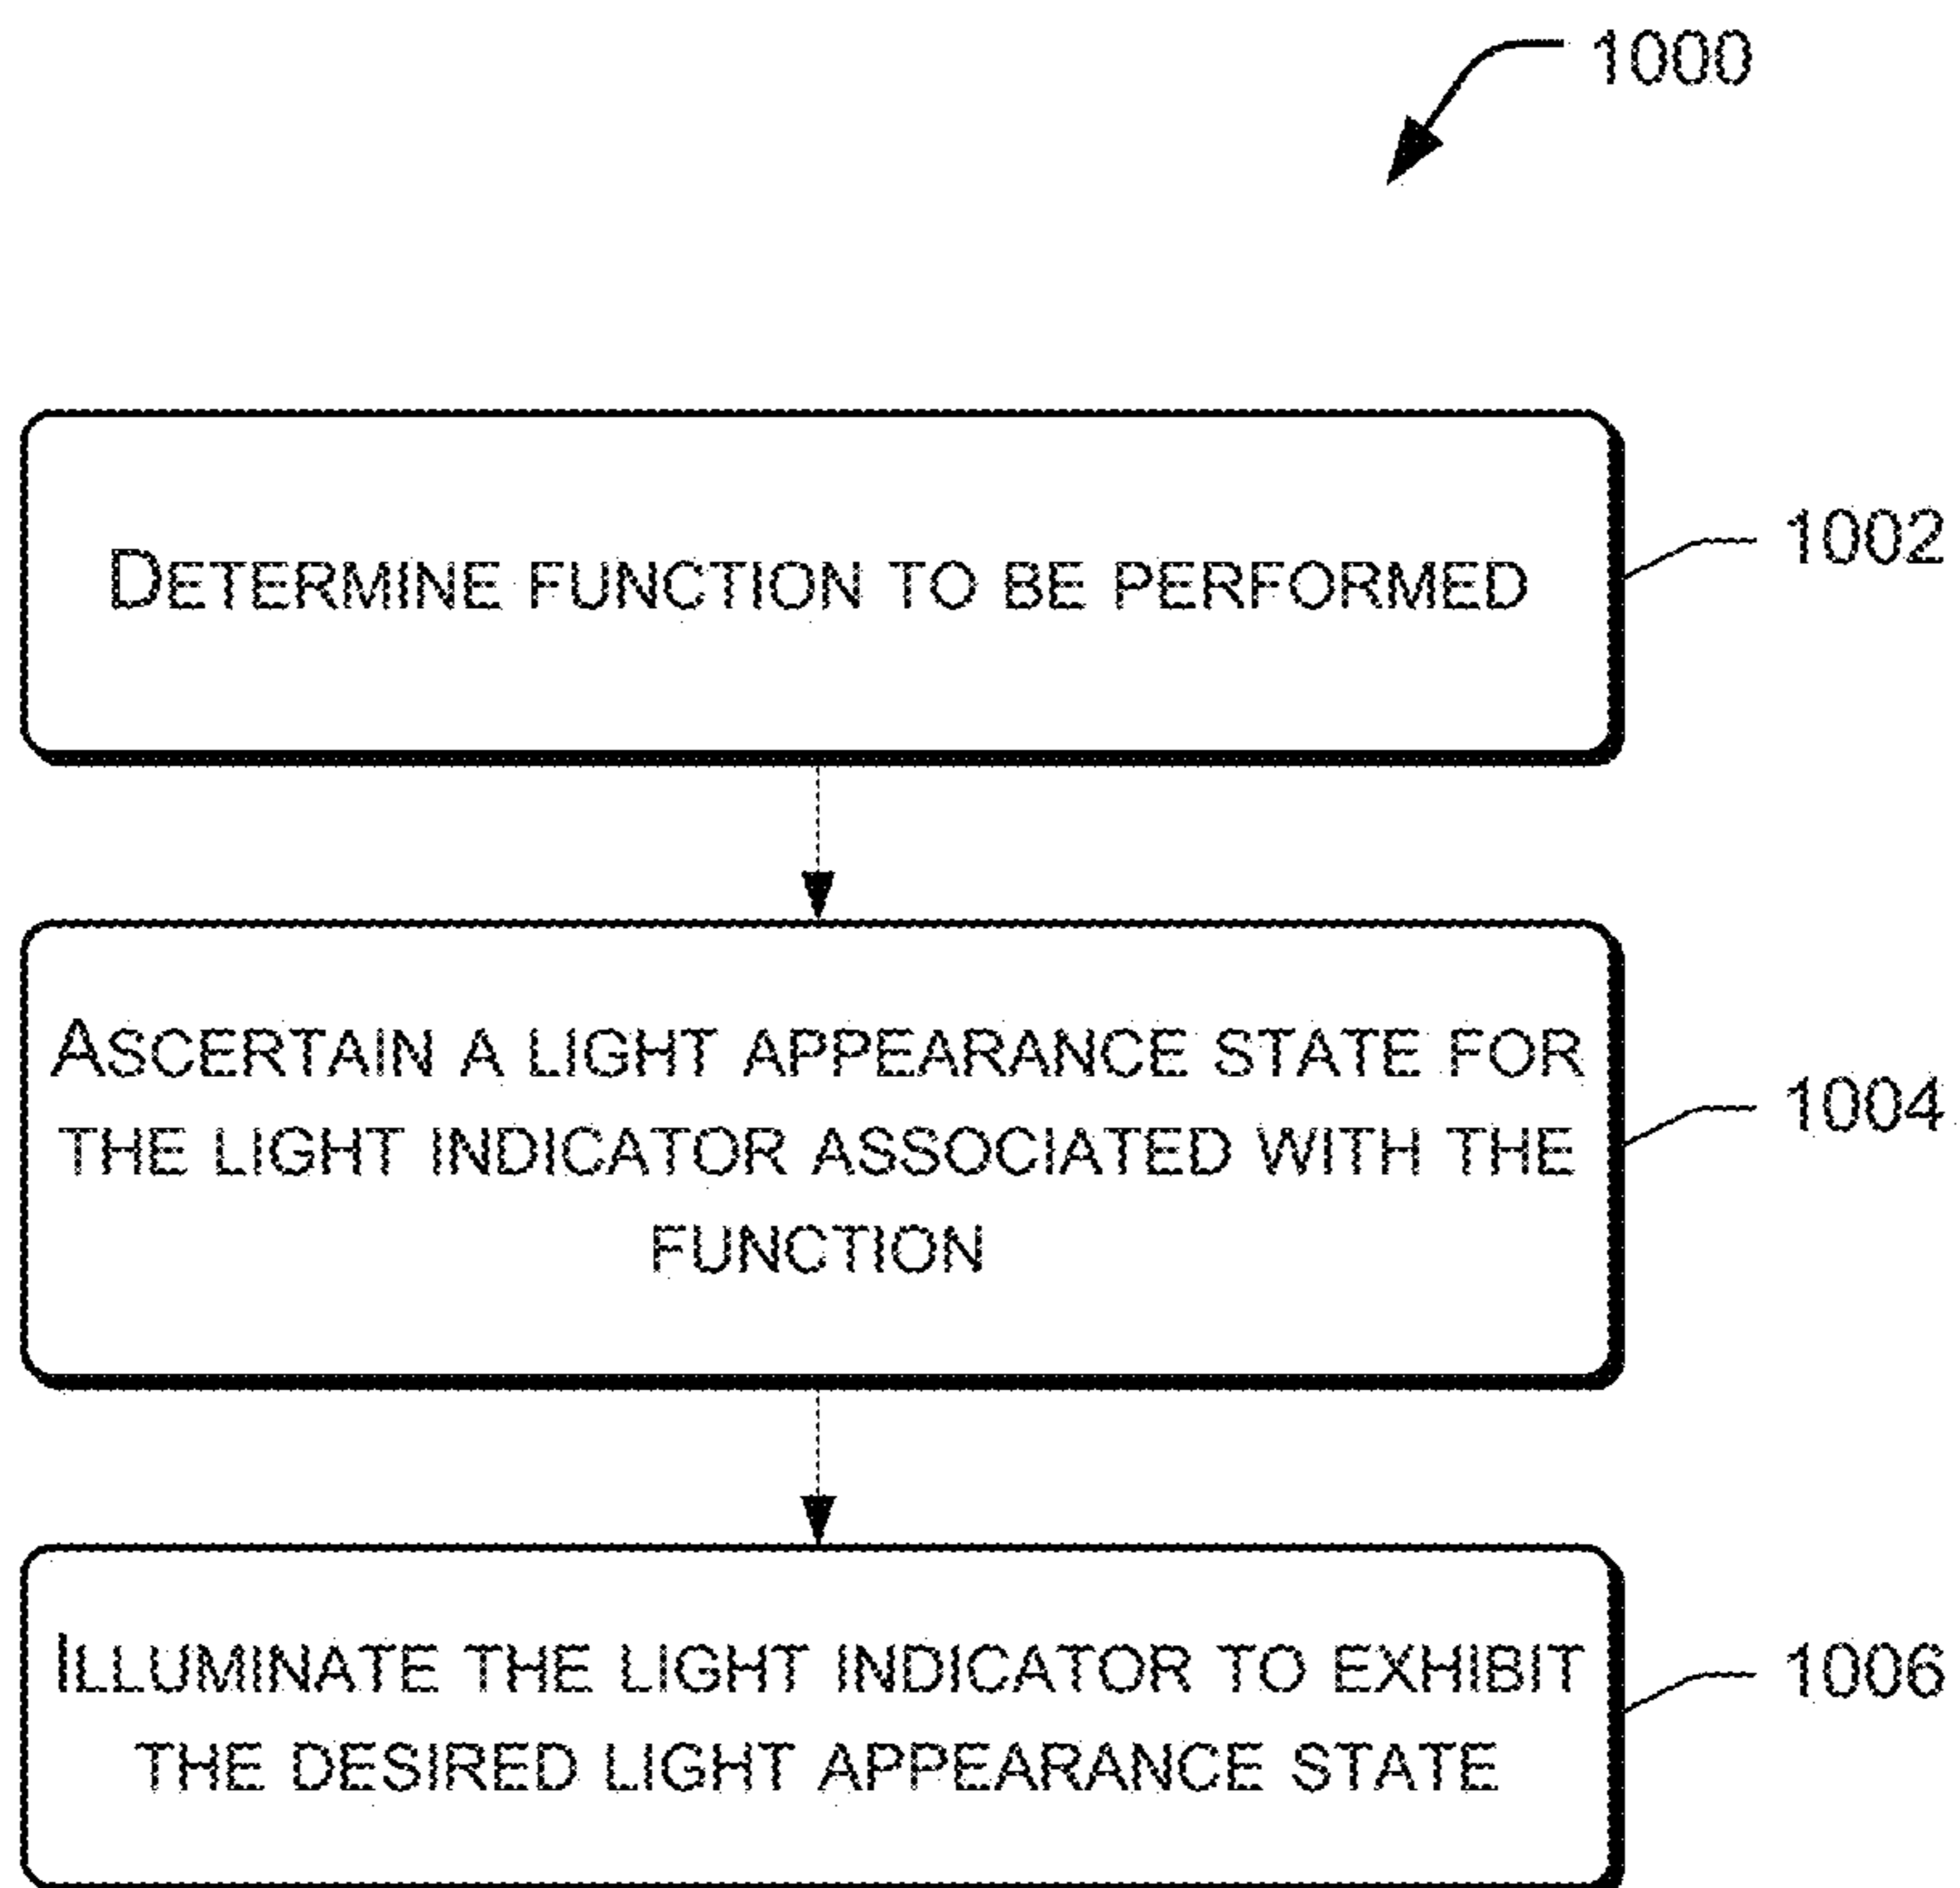 1000
DETERMINE FUNCTION TO BE PERFORMED
1002
ASCERTAIN A LIGHT APPEARANCE STATE FOR
THE LIGHT INDICATOR ASSOCIATED WITH THE
FUNCTION
1004
ILLUMINATE THE LIGHT INDICATOR TO EXHIBIT
THE DESIRED LIGHT APPEARANCE STATE
1006